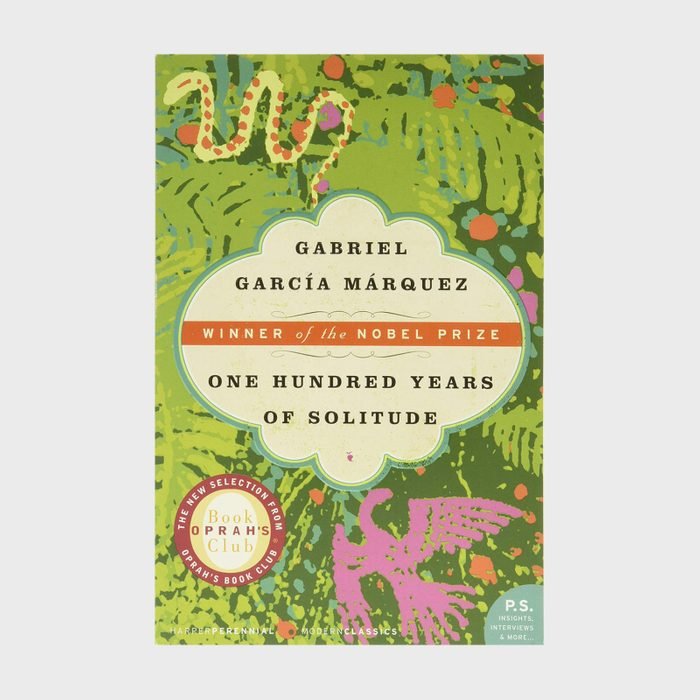 GABRIEL
GARCÍA MÁRQUEZ
WINNER of the NOBEL PRIZE
ONE HUNDRED YEARS
OF SOLITUDE
THE NEW SELECTION FROM
Book
OPRAH'S
Club
OPRAH'S BOOK CLUB ®
P.S.
INSIGHTS,
INTERVIEWS
& MORE...
HARPERPERENNIAL MODERNCLASSICS